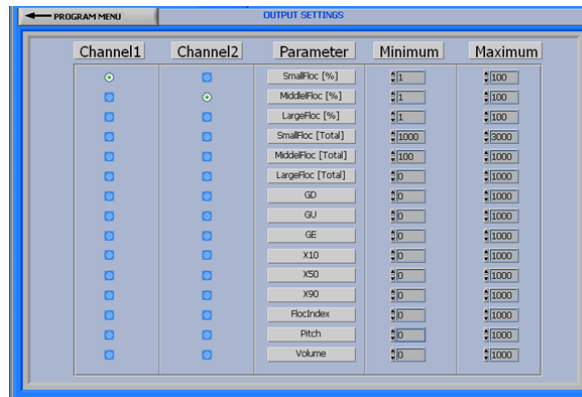 PROGRAM MENU OUTPUT SETTINGS
Channel1 Channel2 Parameter Minimum Maximum
SmallFloc [%] 1 100
MiddleFloc [%] 1 100
LargeFloc [%] 1 100
SmallFloc [Total] 1000 3000
MiddelFloc [Total] 100 1000
LargeFloc [Total] 0 1000
GD 0 1000
GU 0 1000
GE 0 1000
X10 0 1000
X50 0 1000
X90 0 1000
FlocIndex 0 1000
Pitch 0 1000
Volume 0 1000